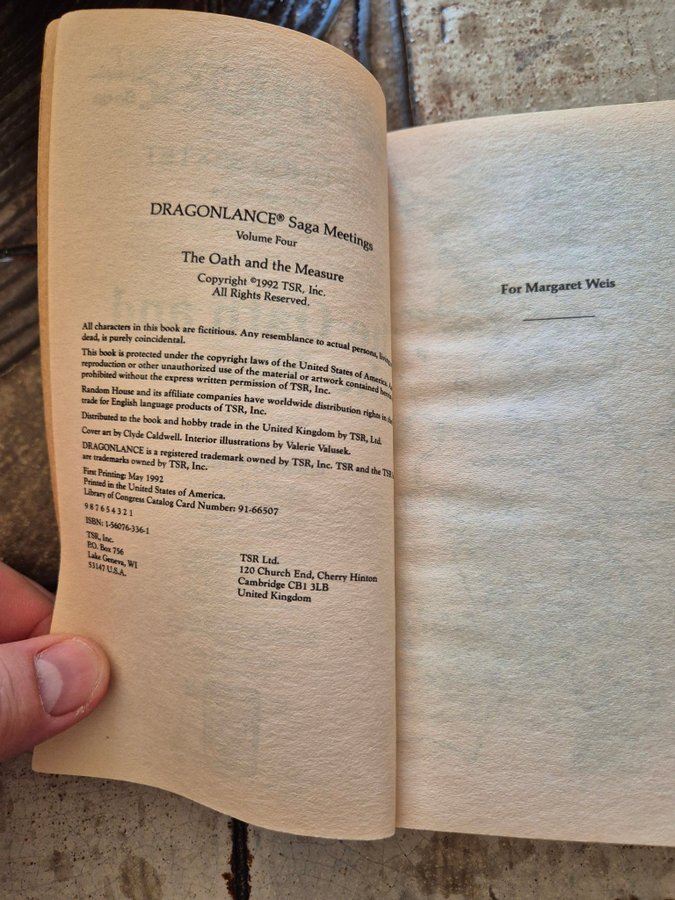 DRAGONLANCE® Saga Meetings
Volume Four
The Oath and the Measure
Copyright ©1992 TSR, Inc.
All Rights Reserved.
All characters in this book are fictitious. Any resemblance to actual persons,
dead, is purely coincidental.
This book is protected under the copyright laws of the United States of America.
reproduction or other unauthorized use of the material or artwork contained
prohibited without the express written permission of TSR, Inc.
Random House and its affiliate companies have worldwide distribution rights in
trade for English language products of TSR, Inc.
Distributed to the book and hobby trade in the United Kingdom by TSR, Ltd.
Cover art by Clyde Caldwell. Interior illustrations by Valerie Valusek.
DRAGONLANCE is a registered trademark owned by TSR, Inc. TSR and the TSR
are trademarks owned by TSR, Inc.
First Printing: May 1992
Printed in the United States of America.
Library of Congress Catalog Card Number: 91-66507
9 8 7 6 5 4 3 2 1
ISBN: 1-56076-336-1
TSR, Inc.
P.O. Box 756
Lake Geneva, WI
53147 U.S.A.
TSR Ltd.
120 Church End, Cherry Hinton
Cambridge CB1 3LB
United Kingdom
For Margaret Weis